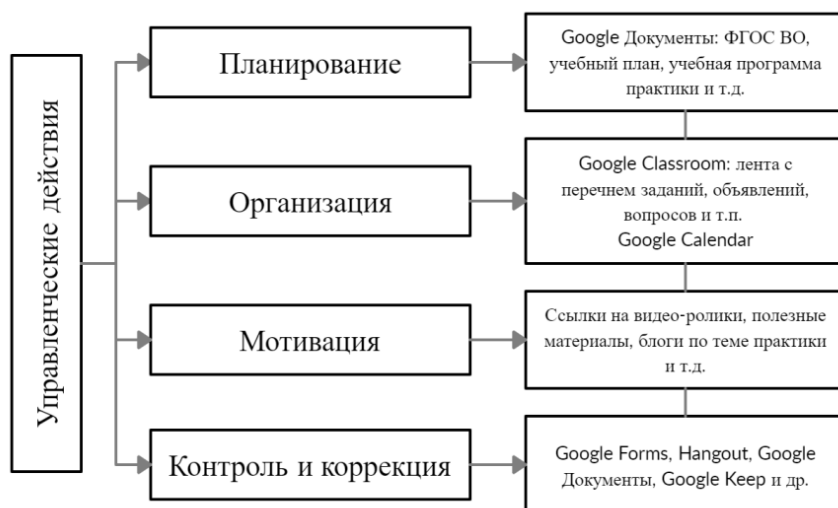 Управленческие действия
Планирование
Google Документы: ФГОС ВО,
учебный план, учебная программа
практики и т.д.
Организация
Google Classroom: лента с
перечнем заданий, объявлений,
вопросов и т.п.
Google Calendar
Мотивация
Ссылки на видео-ролики, полезные
материалы, блоги по теме практики
и т.д.
Контроль и коррекция
Google Forms, Hangout, Google
Документы, Google Keep и др.